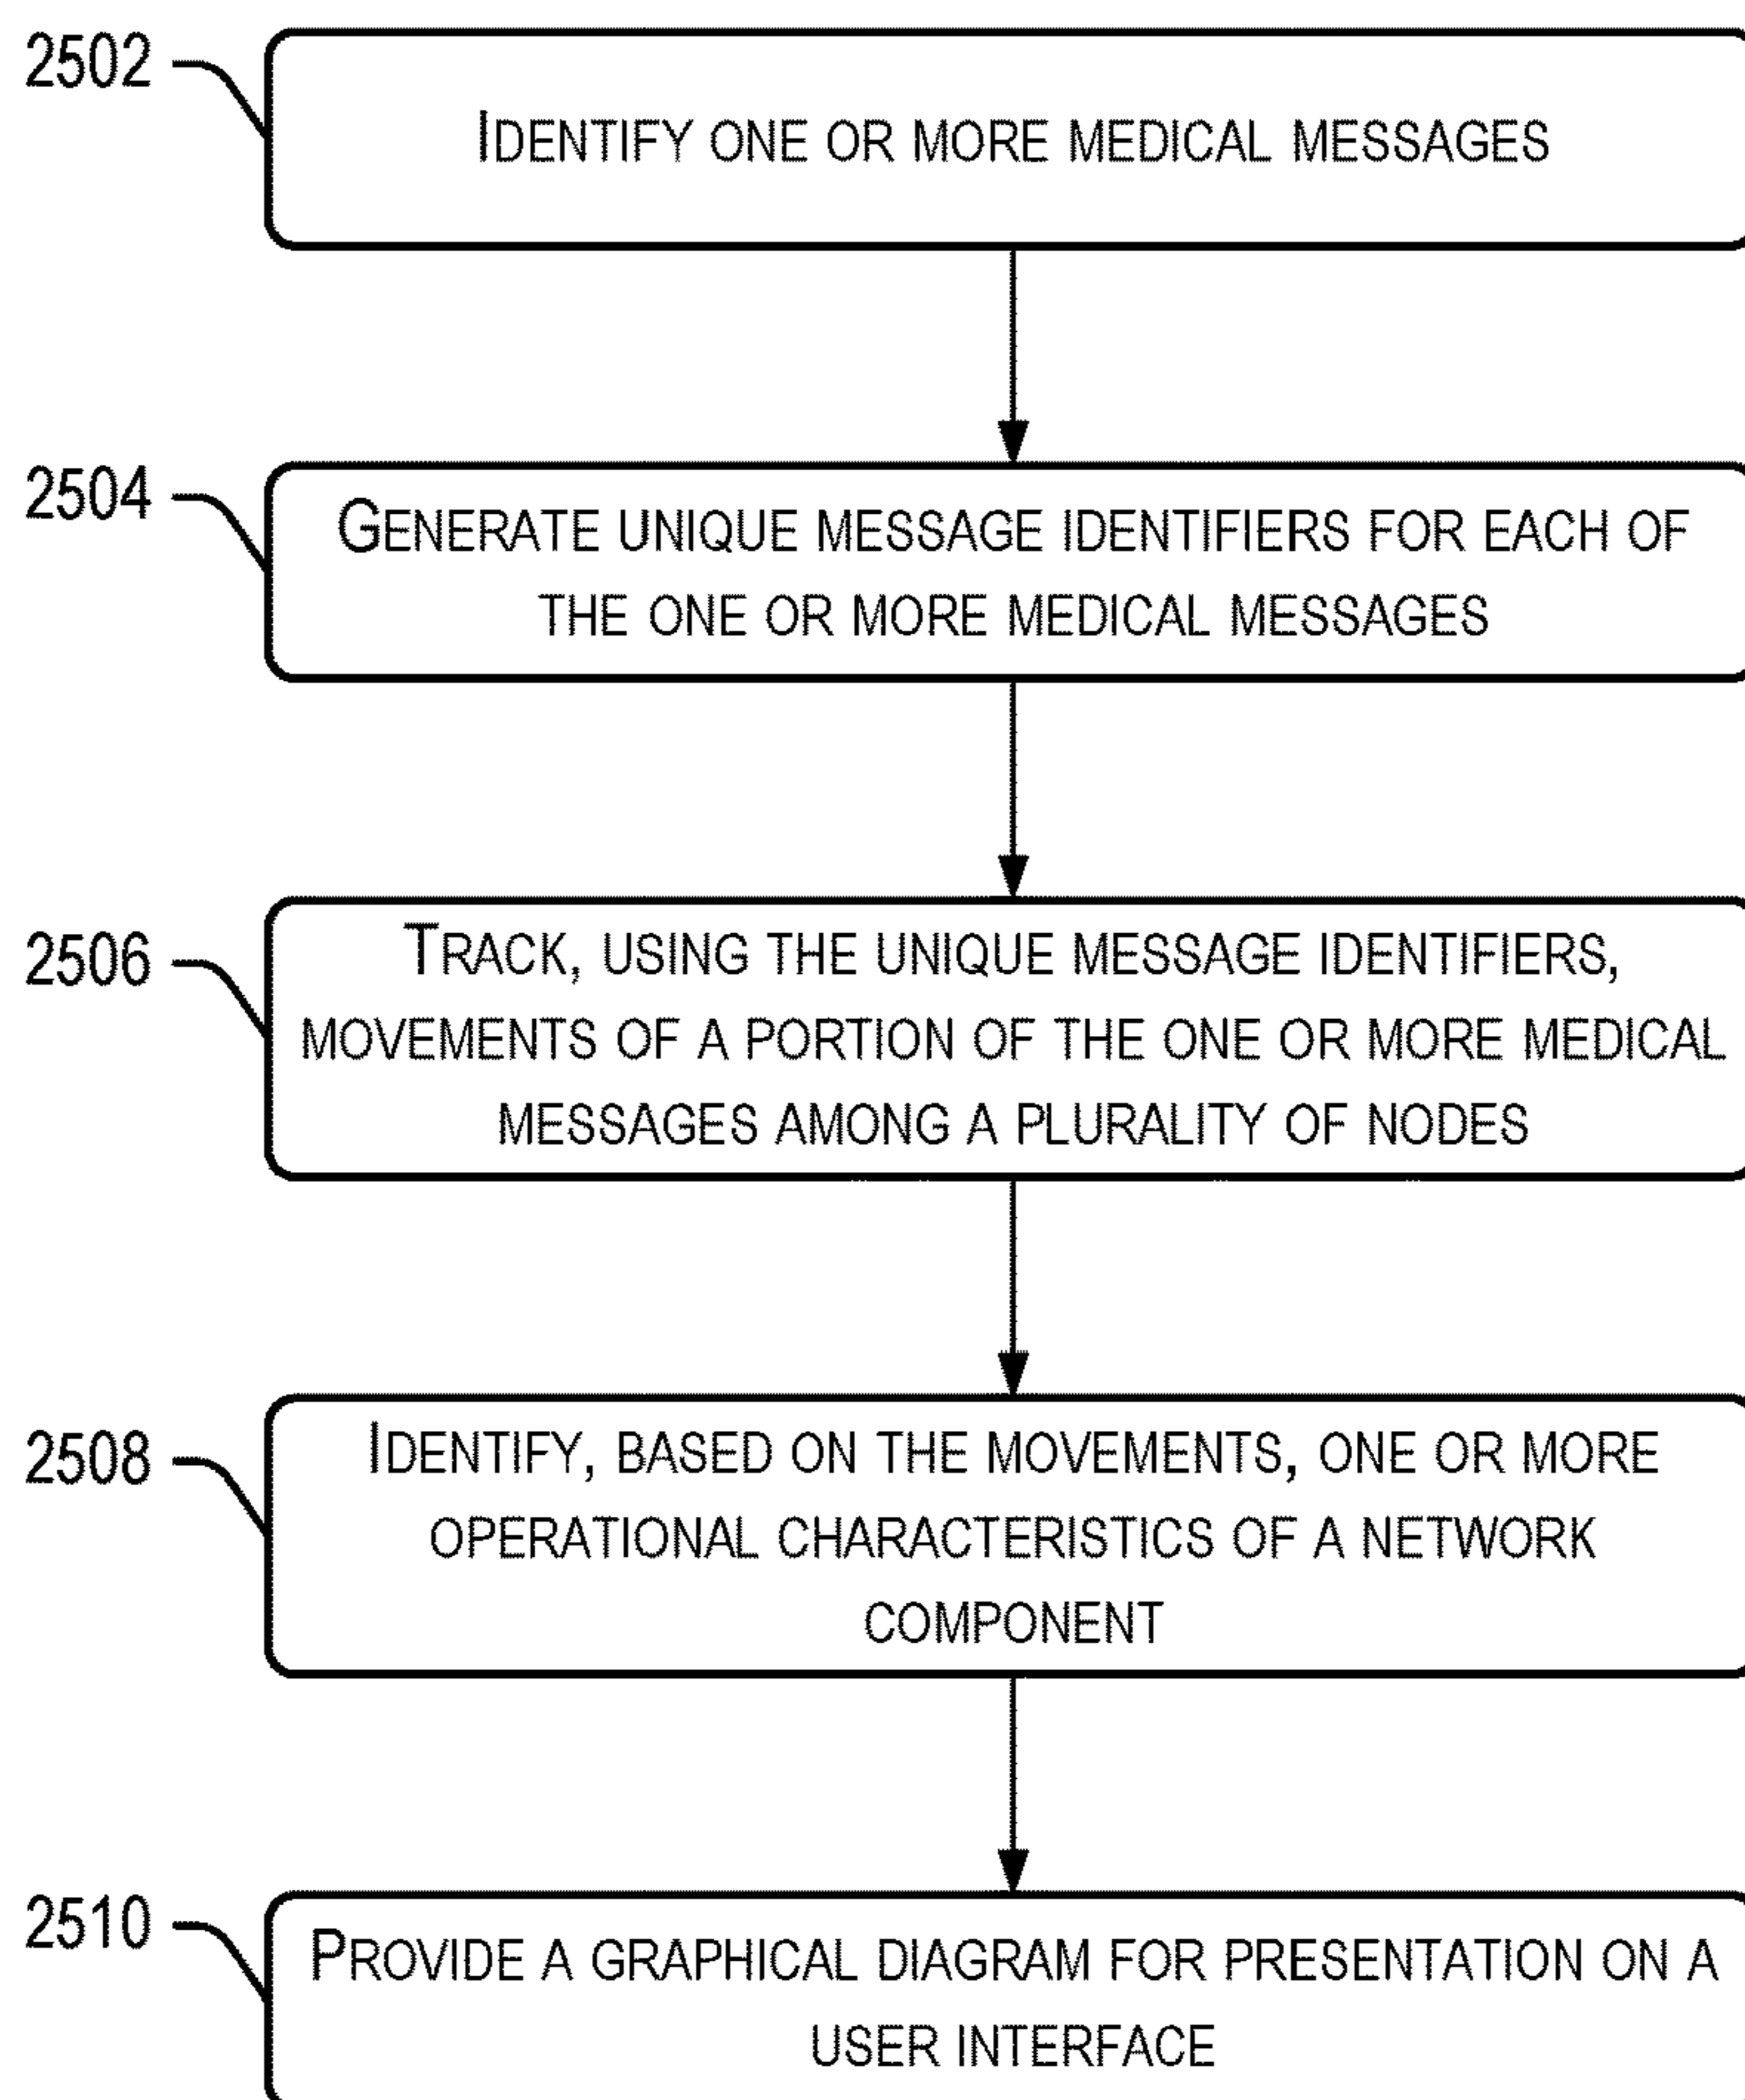 2502
IDENTIFY ONE OR MORE MEDICAL MESSAGES
2504
GENERATE UNIQUE MESSAGE IDENTIFIERS FOR EACH OF
THE ONE OR MORE MEDICAL MESSAGES
2506
TRACK, USING THE UNIQUE MESSAGE IDENTIFIERS,
MOVEMENTS OF A PORTION OF THE ONE OR MORE MEDICAL
MESSAGES AMONG A PLURALITY OF NODES
2508
IDENTIFY, BASED ON THE MOVEMENTS, ONE OR MORE
OPERATIONAL CHARACTERISTICS OF A NETWORK
COMPONENT
2510
PROVIDE A GRAPHICAL DIAGRAM FOR PRESENTATION ON A
USER INTERFACE